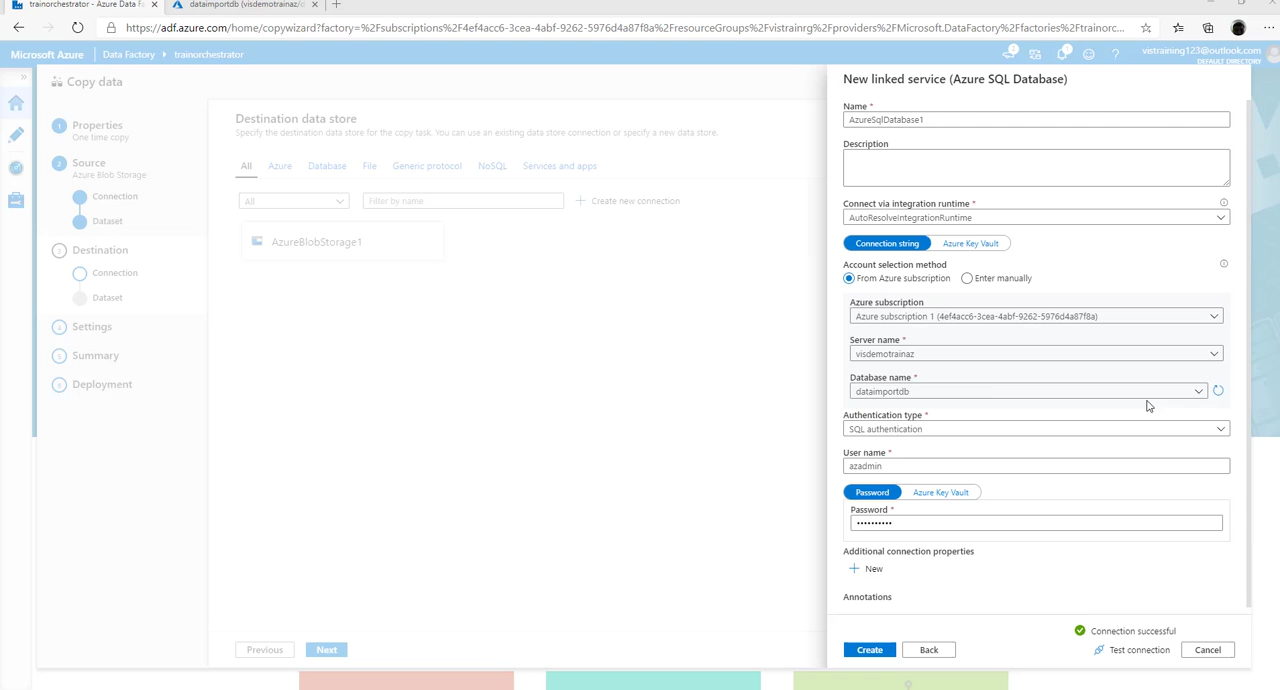 trainorchestrator - Azure Data Fa
dataimportdb (visdemotrainaz/d
https://adf.azure.com/home/copywizard?factory=%2Fsubscriptions%2F4ef4acc6-3cea-4abf-9262-5976d4a87f8a%2FresourceGroups%2Fvistrainrg%2Fproviders%2FMicrosoft.DataFactory%2Ffactories%2Ftrainorc...
Microsoft Azure
Data Factory
trainorchestrator
vistraining123@outlook.com
DEFAULT DIRECTORY
Copy data
1 Properties
One time copy
2 Source
Azure Blob Storage
Connection
Dataset
3 Destination
Connection
Dataset
4 Settings
5 Summary
6 Deployment
Destination data store
Specify the destination data store for the copy task. You can use an existing data store connection or specify a new data store.
All Azure Database File Generic protocol NoSQL Services and apps
All
Filter by name
Create new connection
AzureBlobStorage1
Previous
Next
New linked service (Azure SQL Database)
Name *
AzureSqlDatabase1
Description
Connect via integration runtime *
AutoResolveIntegrationRuntime
Connection string
Azure Key Vault
Account selection method
From Azure subscription
Enter manually
Azure subscription
Azure subscription 1 (4ef4acc6-3cea-4abf-9262-5976d4a87f8a)
Server name *
visdemotrainaz
Database name *
dataimportdb
Authentication type *
SQL authentication
User name *
azadmin
Password
Azure Key Vault
Password *
••••••••••
Additional connection properties
New
Annotations
Connection successful
Create
Back
Test connection
Cancel